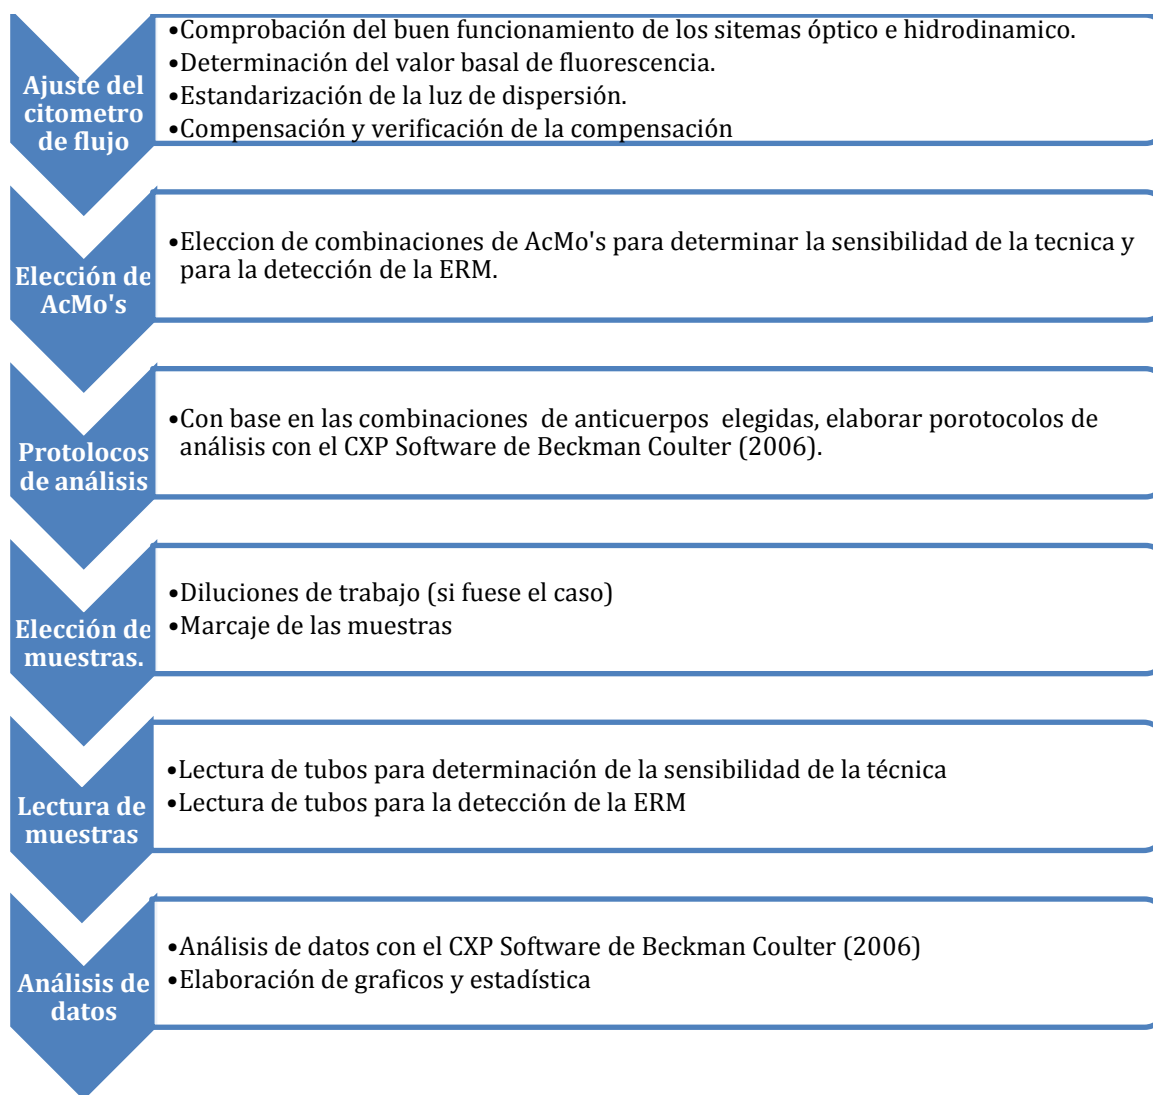 Ajuste del
citometro
de flujo
•Comprobación del buen funcionamiento de los sitemas óptico e hidrodinamico.
•Determinación del valor basal de fluorescencia.
•Estandarización de la luz de dispersión.
•Compensación y verificación de la compensación
Elección de
AcMo's
•Eleccion de combinaciones de AcMo's para determinar la sensibilidad de la tecnica y
para la detección de la ERM.
Protolocos
de análisis
•Con base en las combinaciones de anticuerpos elegidas, elaborar porotocolos de
análisis con el CXP Software de Beckman Coulter (2006).
Elección de
muestras.
•Diluciones de trabajo (si fuese el caso)
•Marcaje de las muestras
Lectura de
muestras
•Lectura de tubos para determinación de la sensibilidad de la técnica
•Lectura de tubos para la detección de la ERM
Análisis de
datos
•Análisis de datos con el CXP Software de Beckman Coulter (2006)
•Elaboración de graficos y estadística